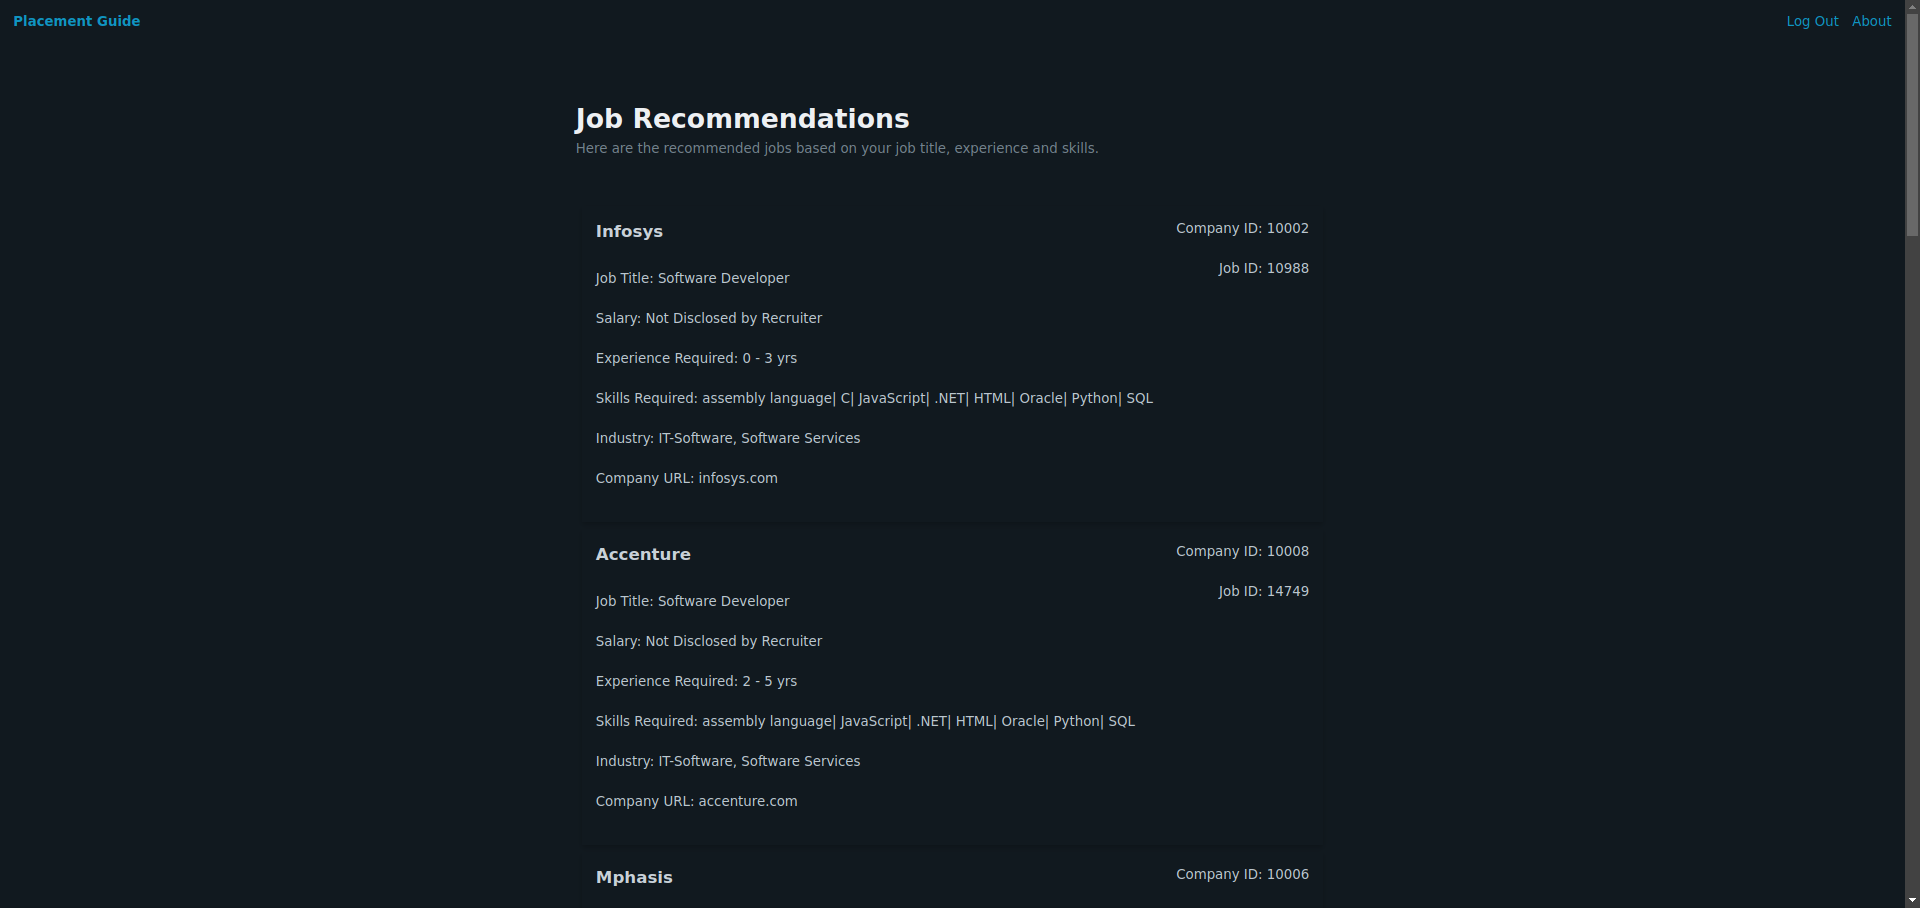 Placement Guide
Log Out About
Job Recommendations
Here are the recommended jobs based on your job title, experience and skills.
Infosys
Company ID: 10002
Job ID: 10988
Job Title: Software Developer
Salary: Not Disclosed by Recruiter
Experience Required: 0 - 3 yrs
Skills Required: assembly language| C| JavaScript| .NET| HTML| Oracle| Python| SQL
Industry: IT-Software, Software Services
Company URL: infosys.com
Accenture
Company ID: 10008
Job ID: 14749
Job Title: Software Developer
Salary: Not Disclosed by Recruiter
Experience Required: 2 - 5 yrs
Skills Required: assembly language| JavaScript| .NET| HTML| Oracle| Python| SQL
Industry: IT-Software, Software Services
Company URL: accenture.com
Mphasis
Company ID: 10006